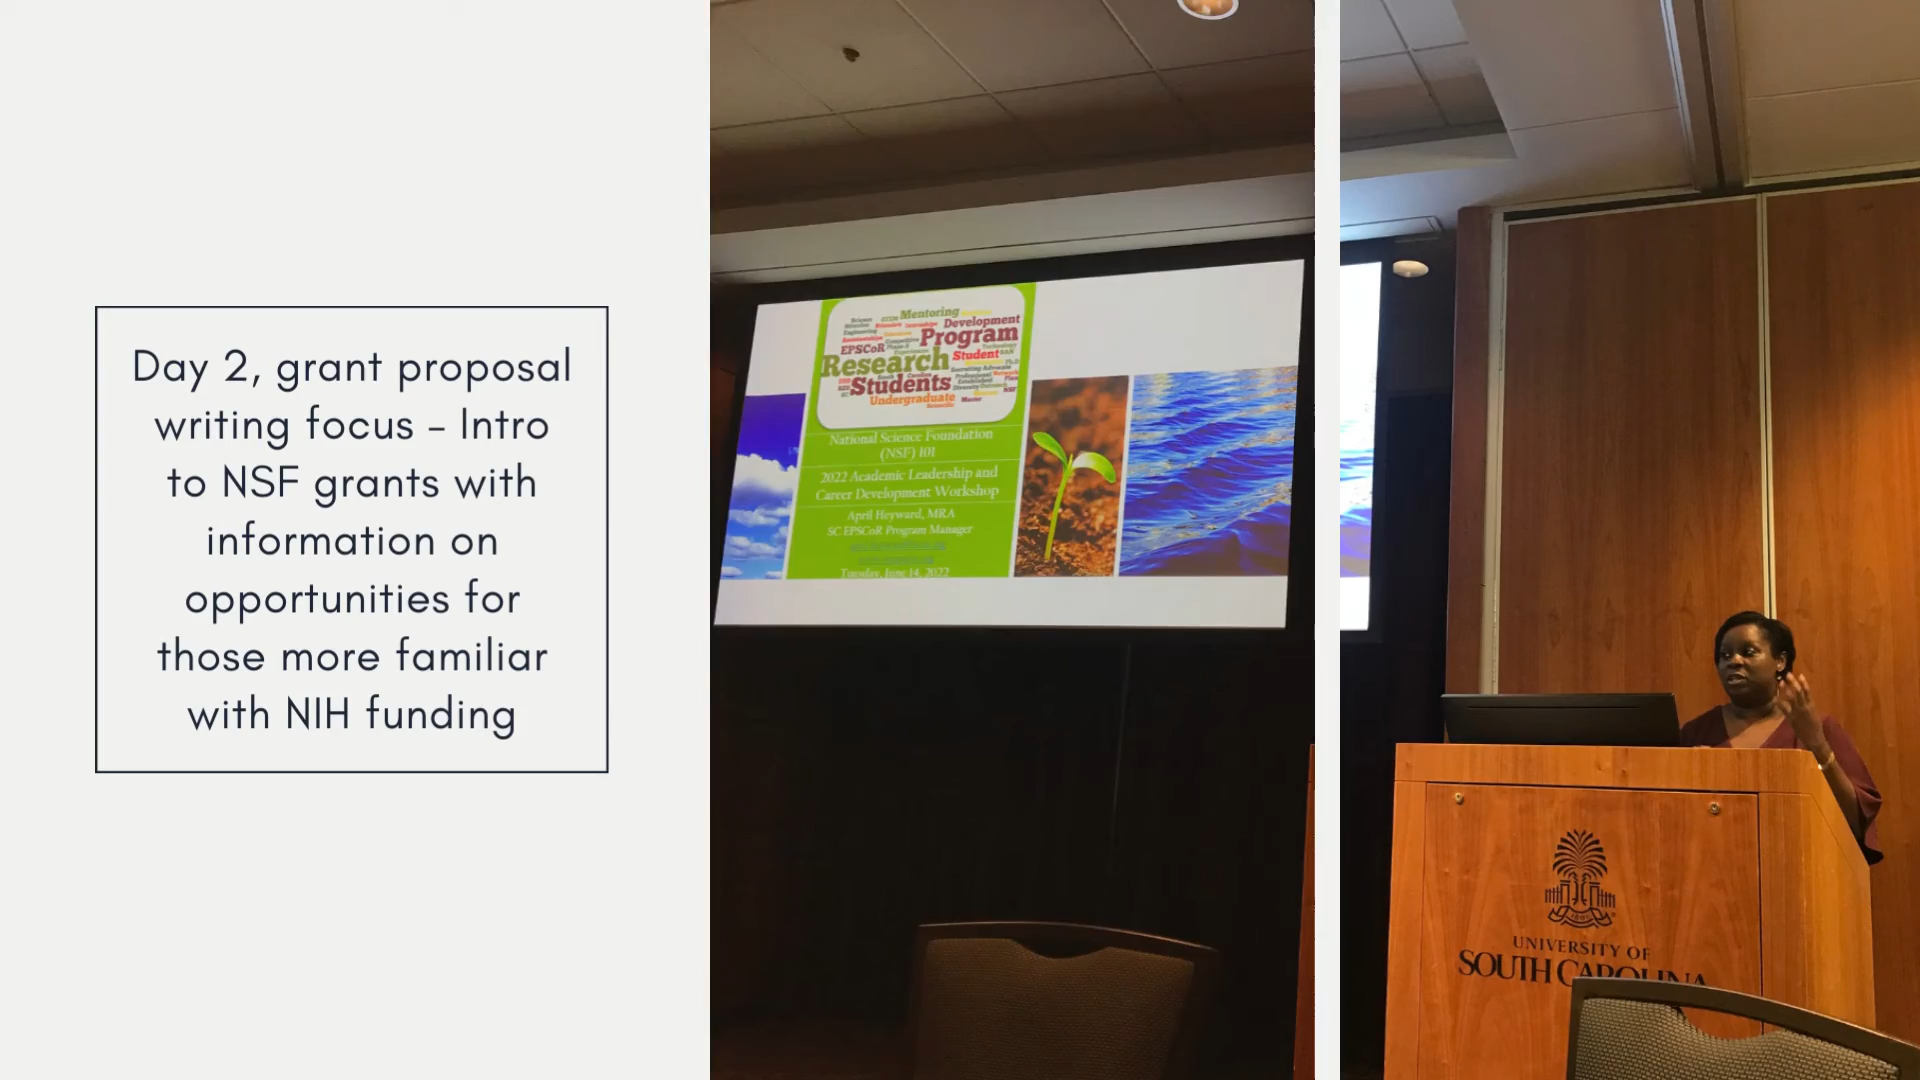 Day 2, grant proposal
writing focus – Intro
to NSF grants with
information on
opportunities for
those more familiar
with NIH funding
Mentoring
Development
Program
EPSCoR
Research
Student
Students
Undergraduate
National Science Foundation
(NSF) 101
2022 Academic Leadership and
Career Development Workshop
April Heyward, MRA
SC EPSCoR Program Manager
Tuesday, June 14, 2022
UNIVERSITY OF
SOUTH CAROLINA